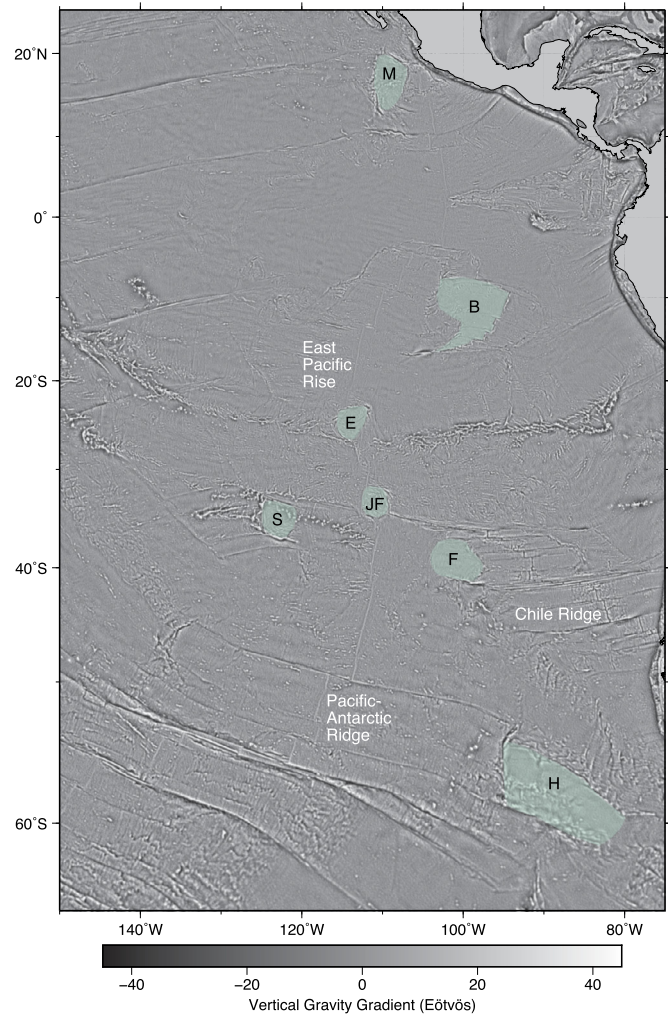 20°N
M
0°
B
East
Pacific
Rise
20°S
E
JF
S
F
40°S
Chile Ridge
Pacific-
Antarctic
Ridge
H
60°S
140°W 120°W 100°W 80°W
−40 −20 0 20 40
Vertical Gravity Gradient (Eötvös)